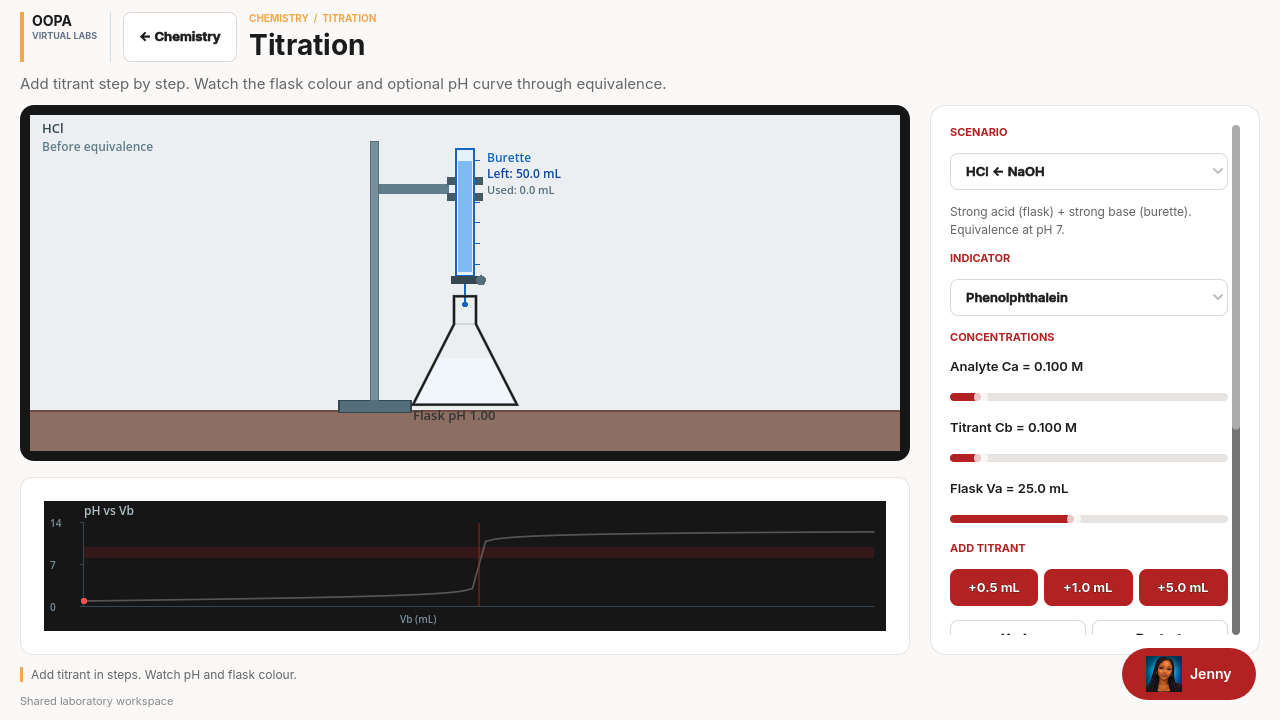 OOPA
VIRTUAL LABS
← Chemistry
CHEMISTRY / TITRATION
Titration
Add titrant step by step. Watch the flask colour and optional pH curve through equivalence.
HCl
Before equivalence
Burette
Left: 50.0 mL
Used: 0.0 mL
Flask pH 1.00
pH vs Vb
14
7
0
Vb (mL)
Add titrant in steps. Watch pH and flask colour.
Shared laboratory workspace
SCENARIO
HCl ← NaOH
Strong acid (flask) + strong base (burette).
Equivalence at pH 7.
INDICATOR
Phenolphthalein
CONCENTRATIONS
Analyte Ca = 0.100 M
Titrant Cb = 0.100 M
Flask Va = 25.0 mL
ADD TITRANT
+0.5 mL
+1.0 mL
+5.0 mL
Jenny